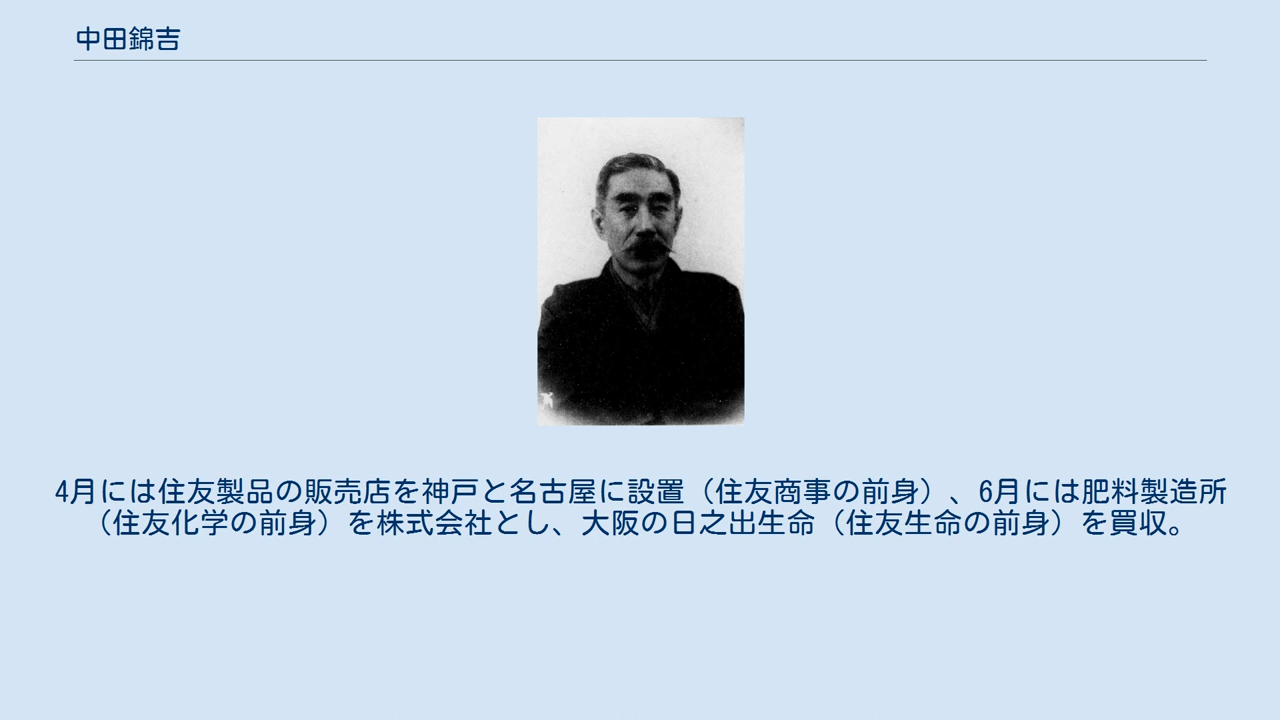 中田錦吉
4月には住友製品の販売店を神戸と名古屋に設置（住友商事の前身）、6月には肥料製造所
（住友化学の前身）を株式会社とし、大阪の日之出生命（住友生命の前身）を買収。